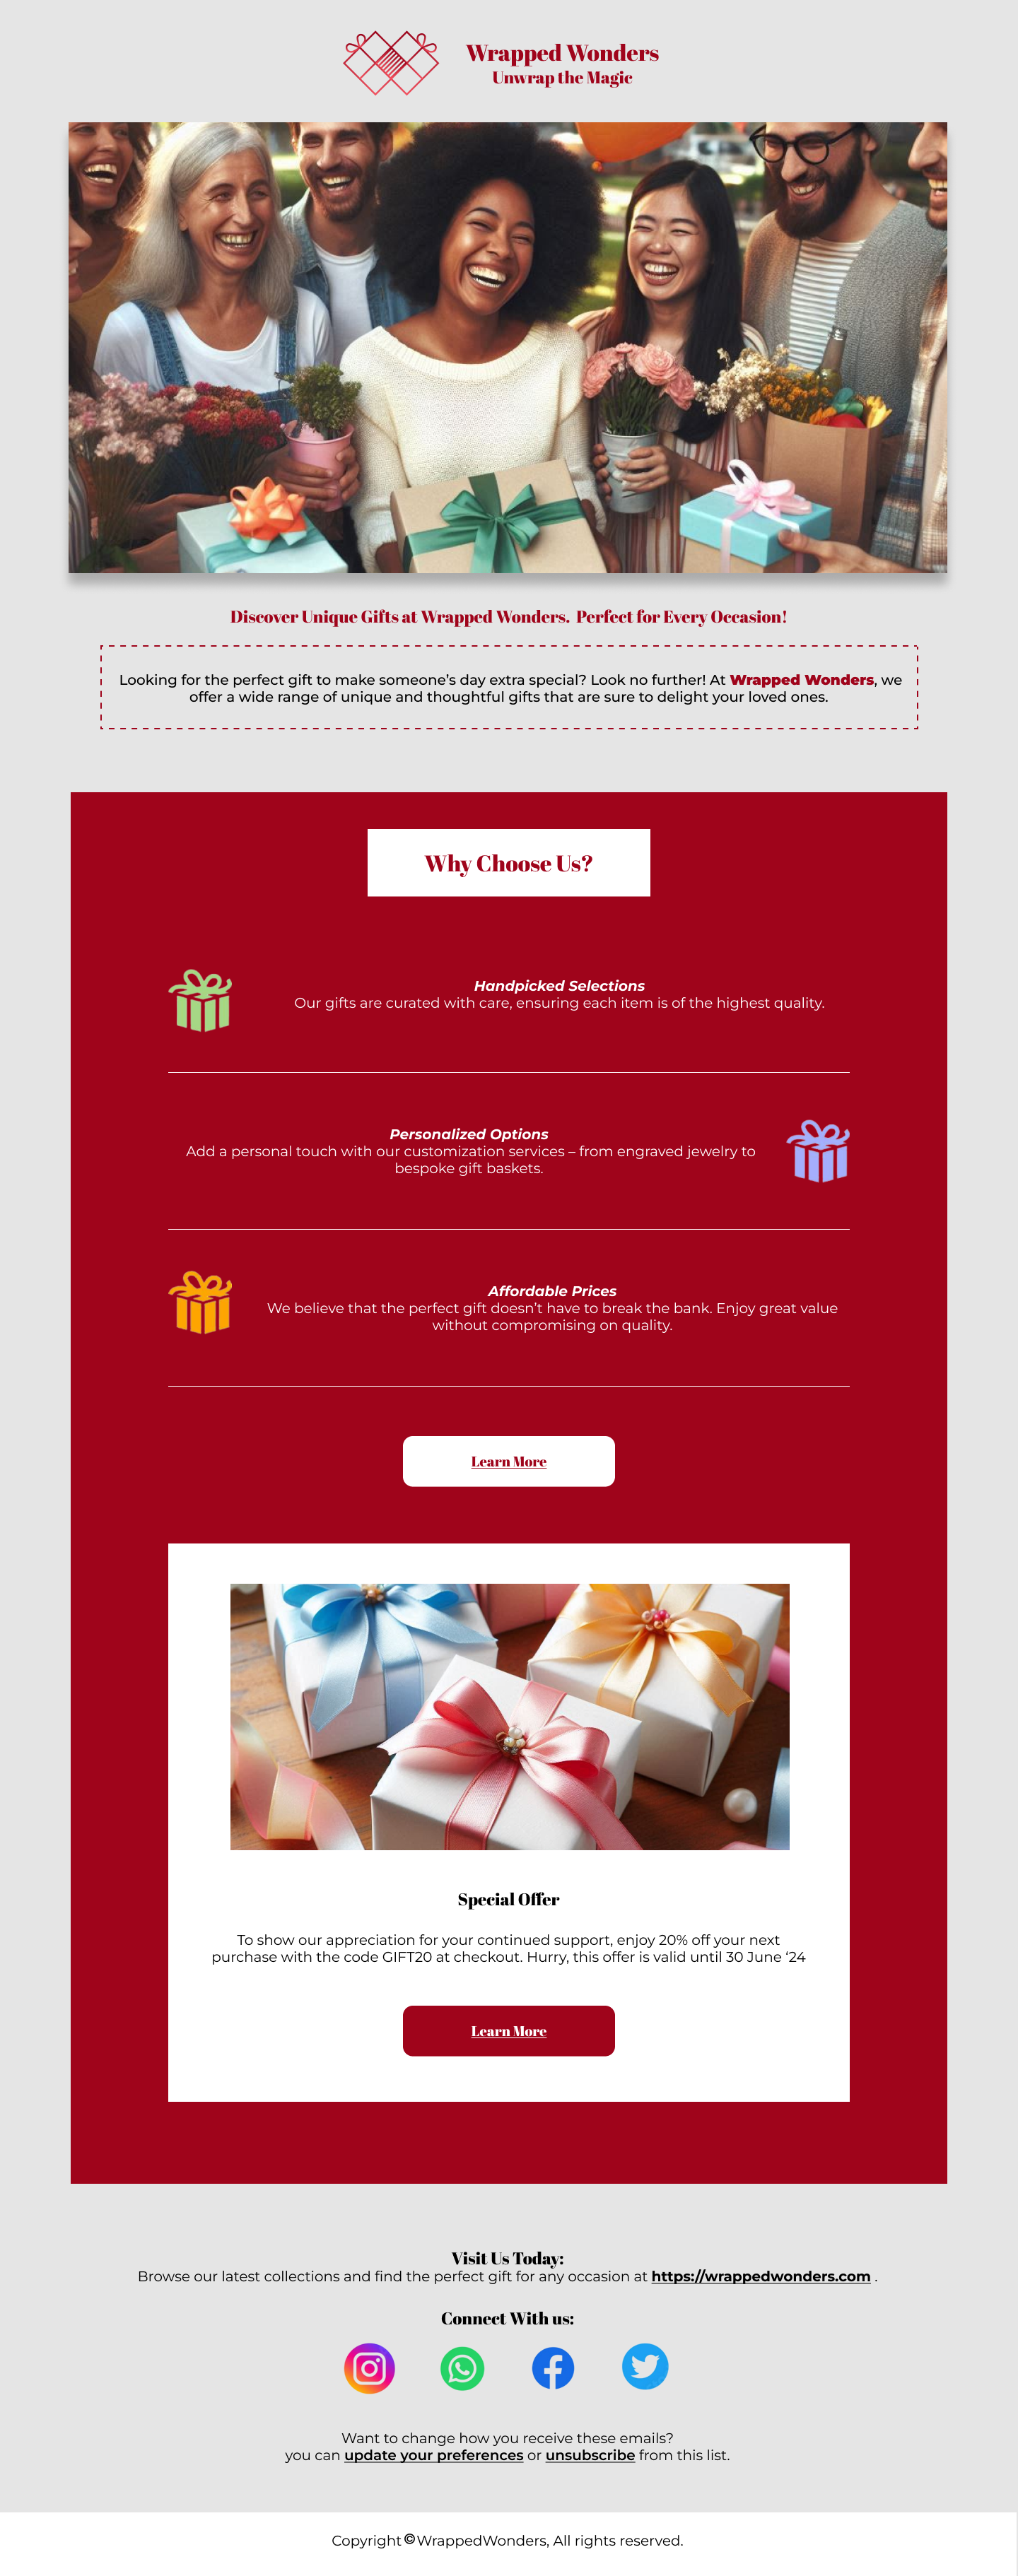 Wrapped Wonders
Unwrap the Magic
Discover Unique Gifts at Wrapped Wonders. Perfect for Every Occasion!
Looking for the perfect gift to make someone’s day extra special? Look no further! At Wrapped Wonders, we
offer a wide range of unique and thoughtful gifts that are sure to delight your loved ones.
Why Choose Us?
Handpicked Selections
Our gifts are curated with care, ensuring each item is of the highest quality.
Personalized Options
Add a personal touch with our customization services – from engraved jewelry to
bespoke gift baskets.
Affordable Prices
We believe that the perfect gift doesn’t have to break the bank. Enjoy great value
without compromising on quality.
Learn More
Special Offer
To show our appreciation for your continued support, enjoy 20% off your next
purchase with the code GIFT20 at checkout. Hurry, this offer is valid until 30 June ‘24
Learn More
Visit Us Today:
Browse our latest collections and find the perfect gift for any occasion at https://wrappedwonders.com .
Connect With us:
Want to change how you receive these emails?
you can update your preferences or unsubscribe from this list.
Copyright © WrappedWonders, All rights reserved.